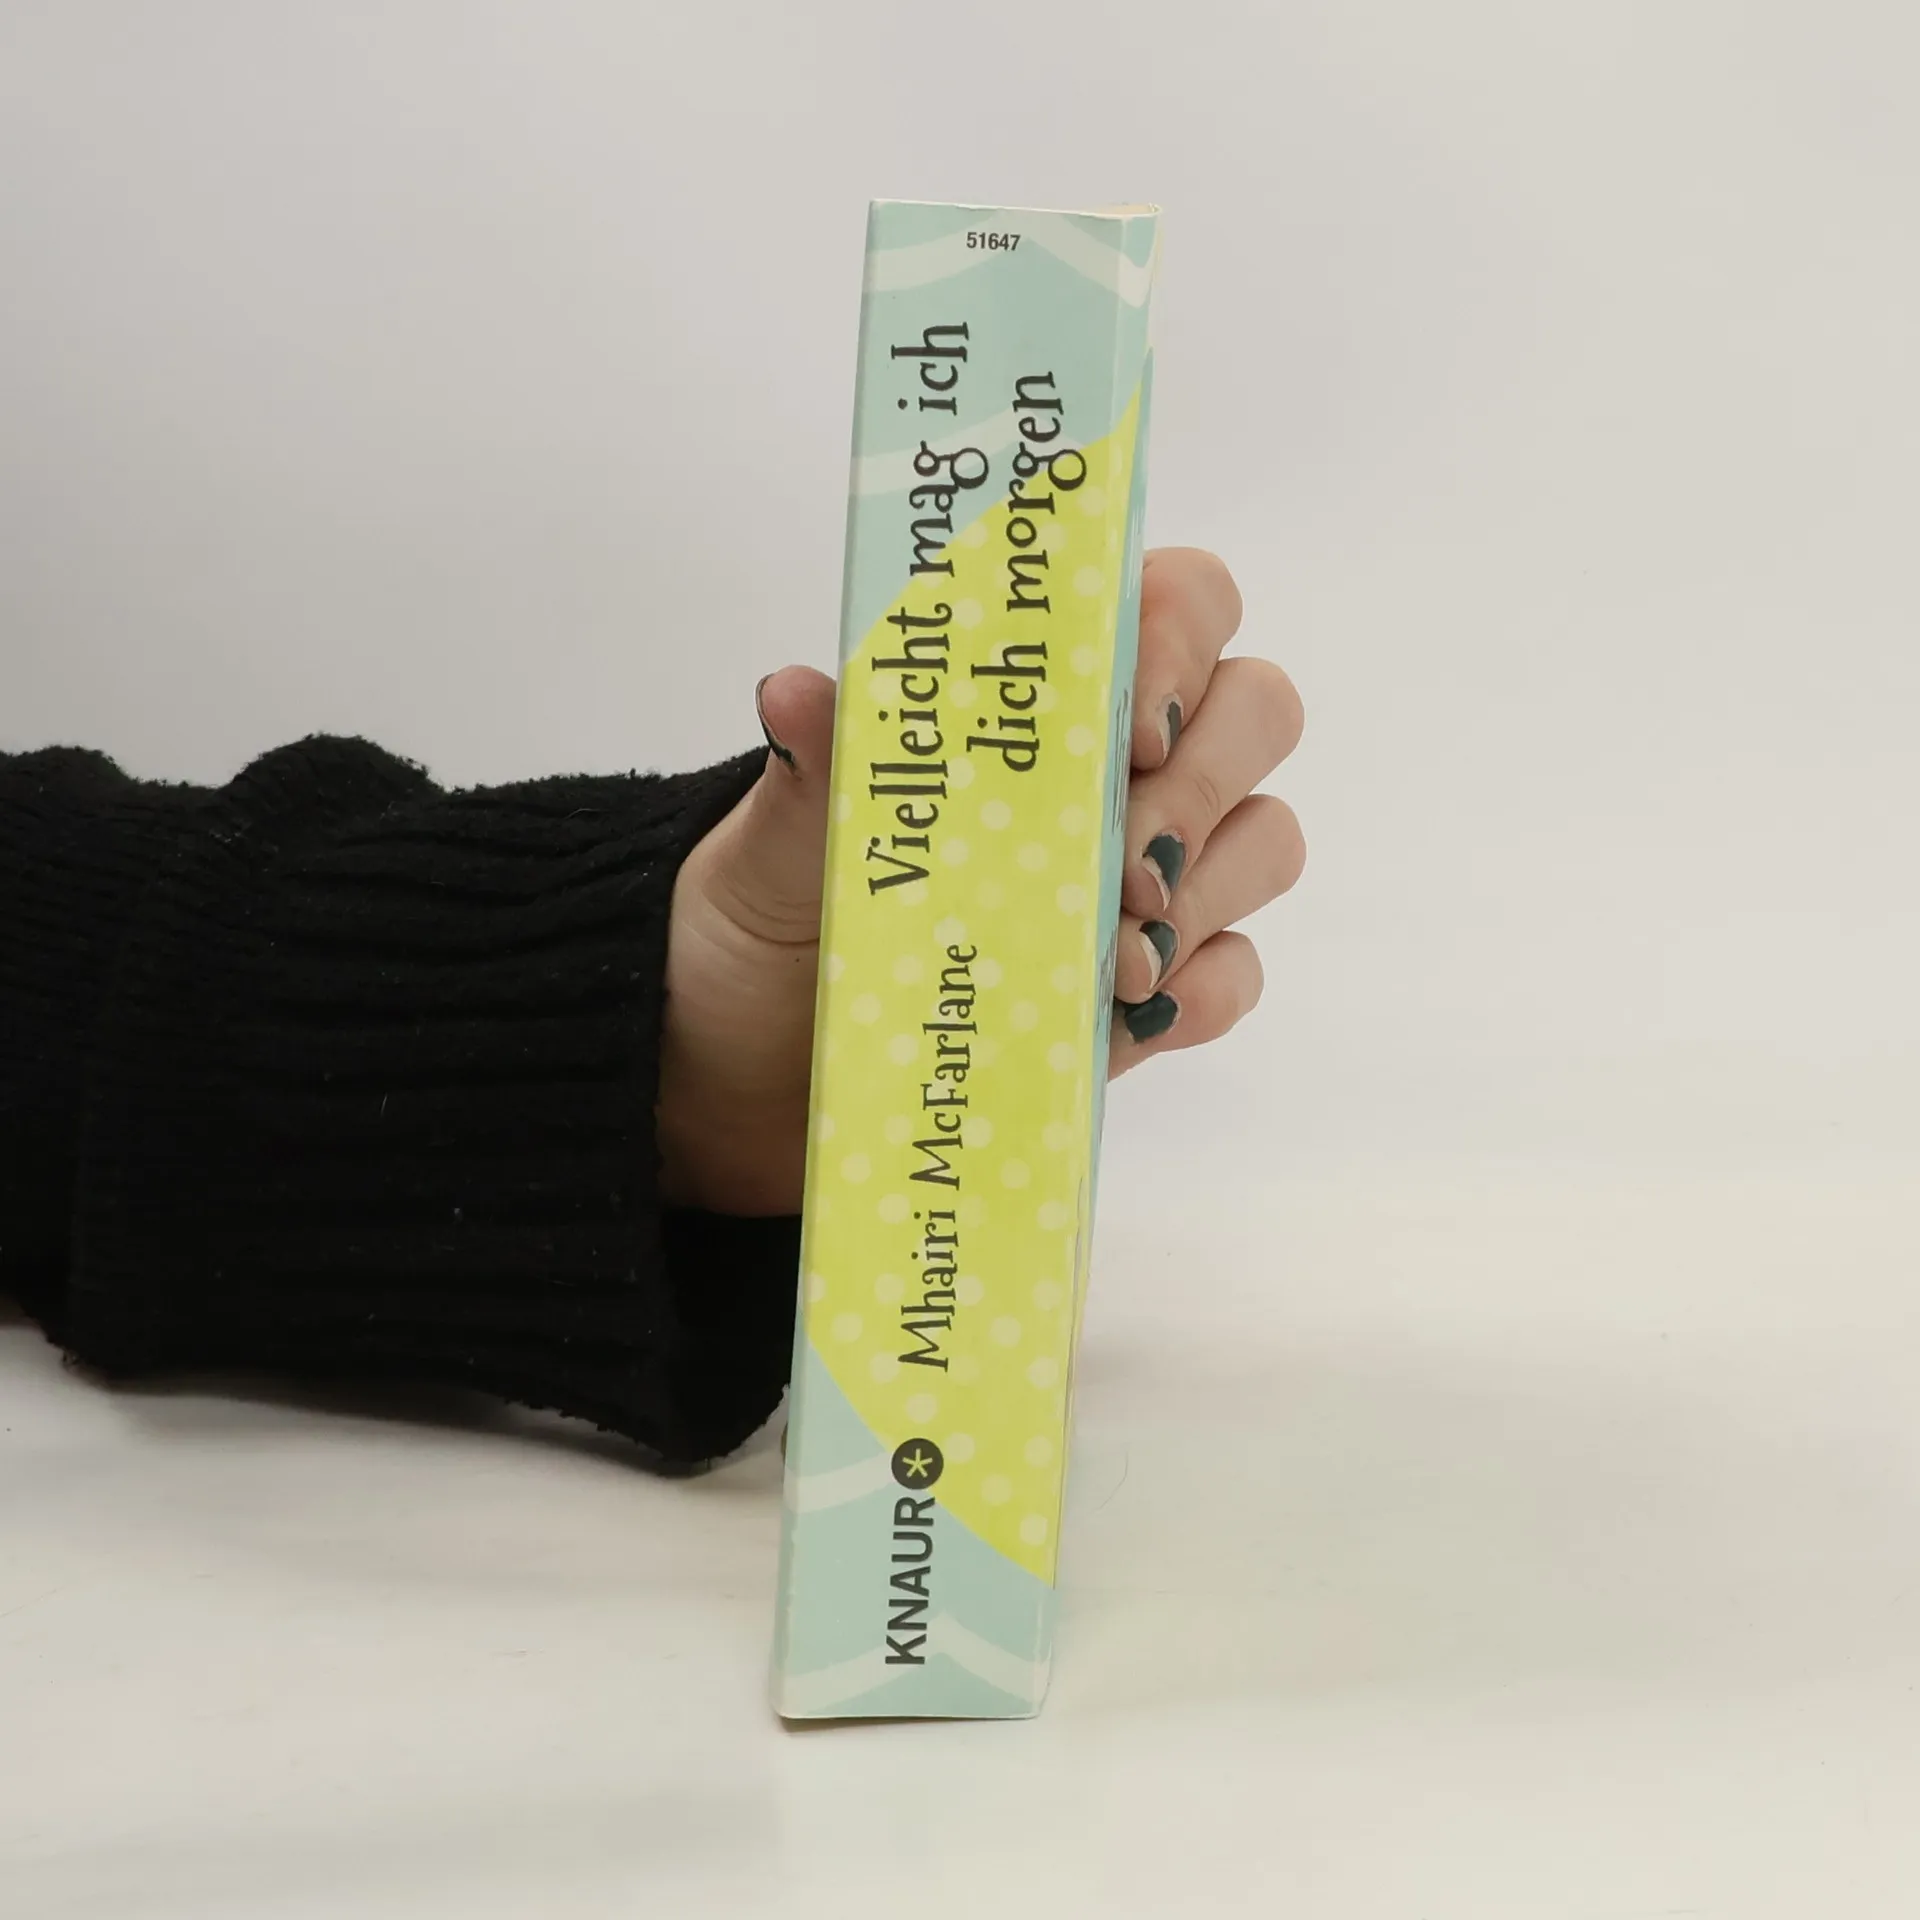 51647
Vielleicht mag ich
dich morgen
Mhairi McFarlane
KNAUR